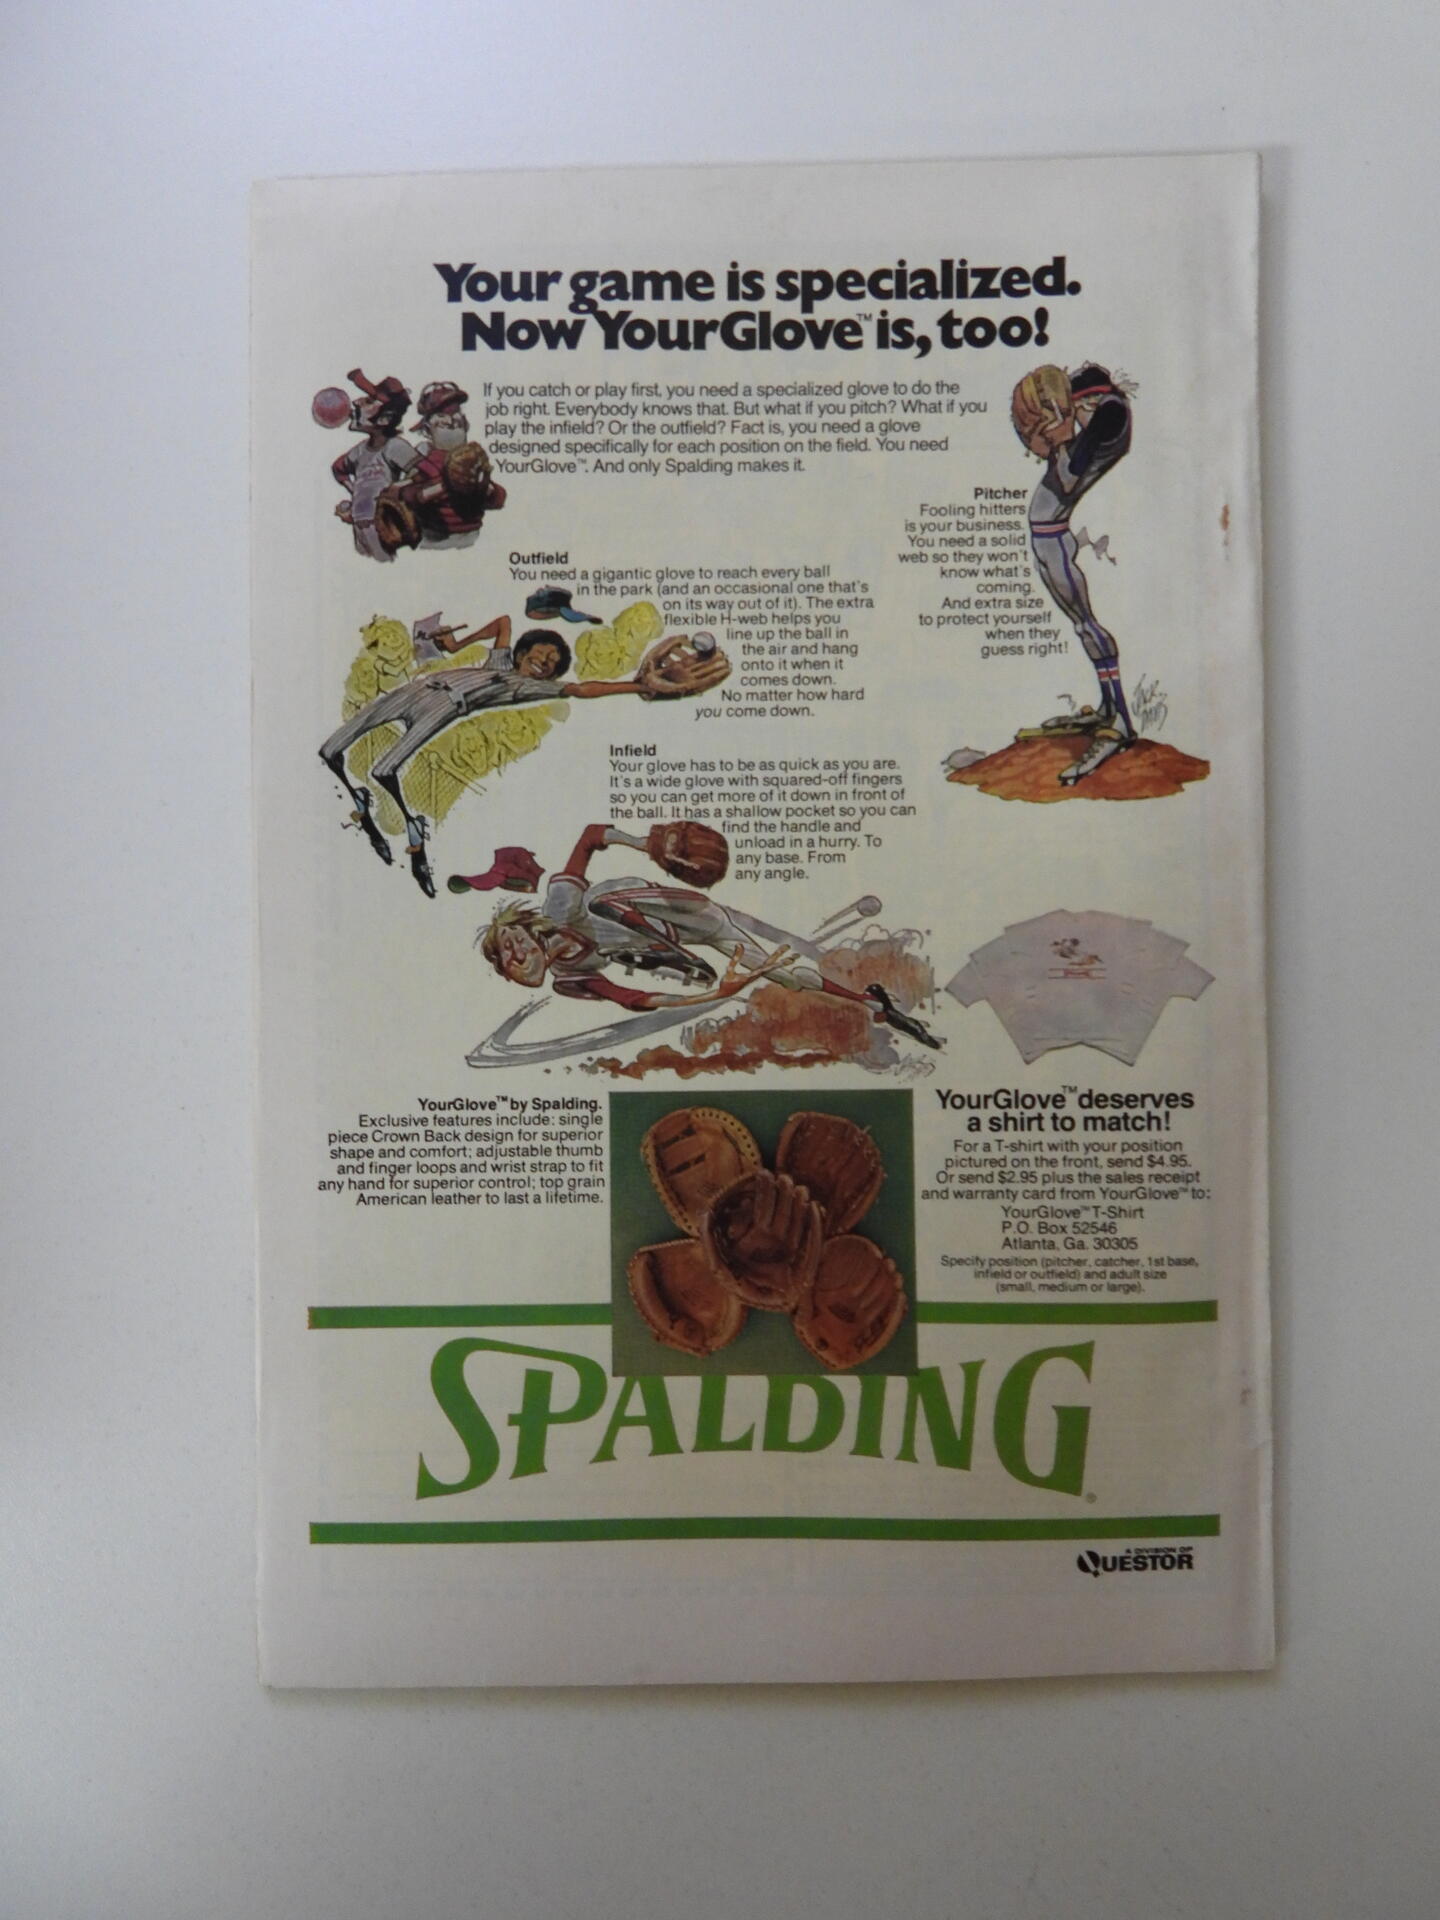 Your game is specialized.
Now YourGlove™ is, too!
If you catch or play first, you need a specialized glove to do the
job right. Everybody knows that. But what if you pitch? What if you
play the infield? Or the outfield? Fact is, you need a glove
designed specifically for each position on the field. You need
YourGlove™. And only Spalding makes it.
Pitcher
Fooling hitters
is your business.
You need a solid
web so they won't
know what's
coming.
And extra size
to protect yourself
when they
guess right!
Outfield
You need a gigantic glove to reach every ball
in the park (and an occasional one that's
on its way out of it). The extra
flexible H-web helps you
line up the ball in
the air and hang
onto it when it
comes down.
No matter how hard
you come down.
Jack
Davis
Infield
Your glove has to be as quick as you are.
It's a wide glove with squared-off fingers
so you can get more of it down in front of
the ball. It has a shallow pocket so you can
find the handle and
unload in a hurry. To
any base. From
any angle.
YourGlove™ by Spalding.
Exclusive features include: single
piece Crown Back design for superior
shape and comfort; adjustable thumb
and finger loops and wrist strap to fit
any hand for superior control; top grain
American leather to last a lifetime.
YourGlove™ deserves
a shirt to match!
For a T-shirt with your position
pictured on the front, send $4.95.
Or send $2.95 plus the sales receipt
and warranty card from YourGlove™ to:
YourGlove™ T-Shirt
P.O. Box 52546
Atlanta, Ga. 30305
Specify position (pitcher, catcher, 1st base,
infield or outfield) and adult size
(small, medium or large).
SPALDING®
A DIVISION OF
QUESTOR